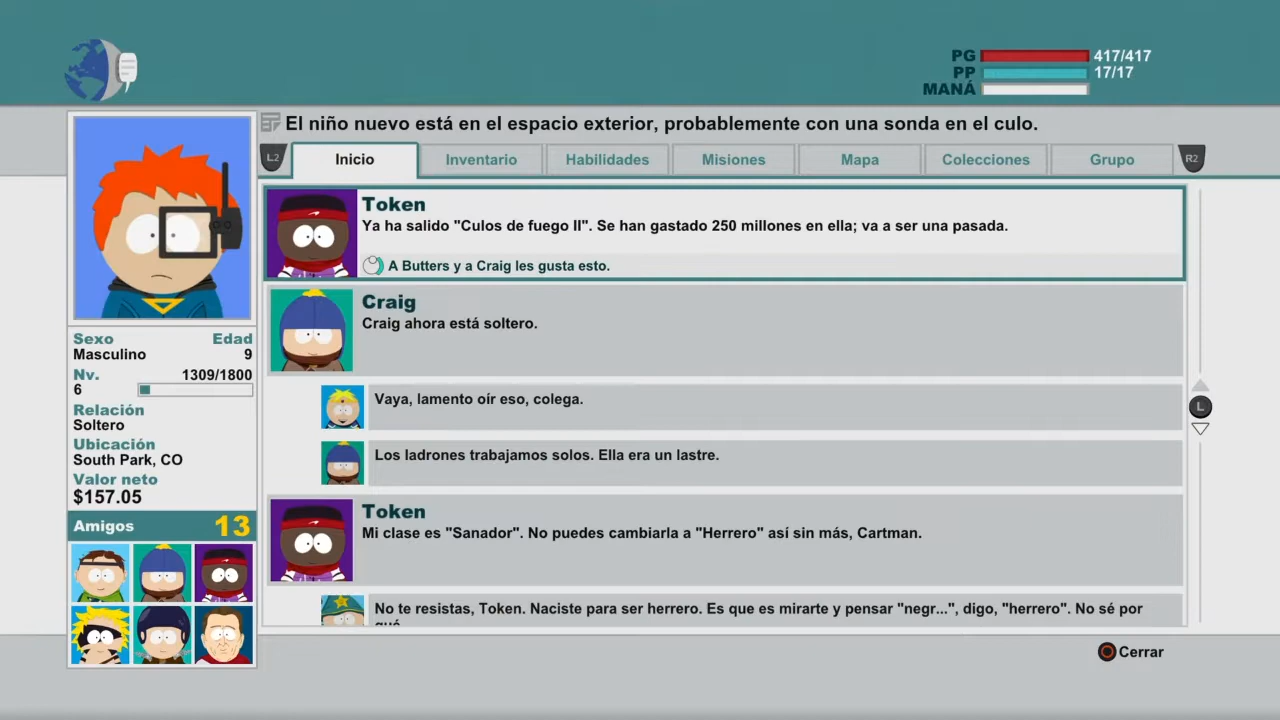 PG 417/417
PP 17/17
MANÁ
El niño nuevo está en el espacio exterior, probablemente con una sonda en el culo.
L2 Inicio Inventario Habilidades Misiones Mapa Colecciones Grupo R2
Token
Ya ha salido "Culos de fuego II". Se han gastado 250 millones en ella; va a ser una pasada.
A Butters y a Craig les gusta esto.
Craig
Craig ahora está soltero.
Vaya, lamento oír eso, colega.
Los ladrones trabajamos solos. Ella era un lastre.
Token
Mi clase es "Sanador". No puedes cambiarla a "Herrero" así sin más, Cartman.
No te resistas, Token. Naciste para ser herrero. Es que es mirarte y pensar "negr...", digo, "herrero". No sé por
qué
Sexo Edad
Masculino 9
Nv. 1309/1800
6
Relación
Soltero
Ubicación
South Park, CO
Valor neto
$157.05
Amigos 13
L
Cerrar